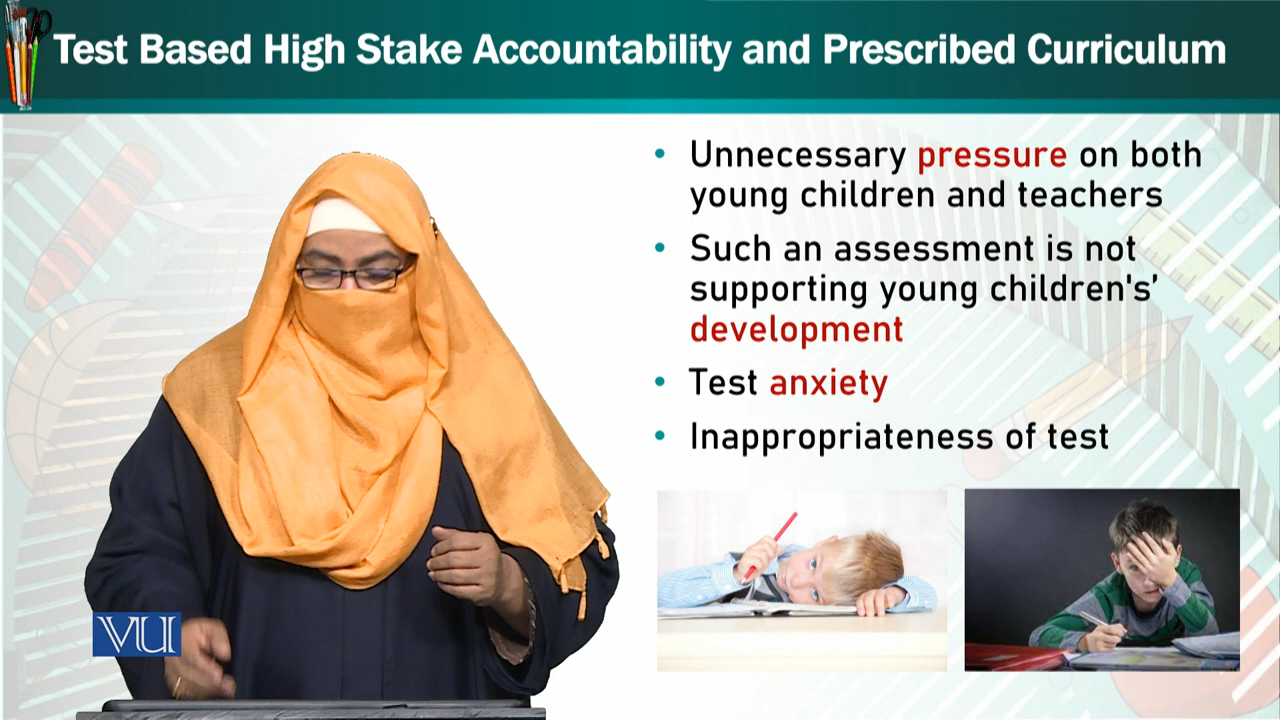 Test Based High Stake Accountability and Prescribed Curriculum
• Unnecessary pressure on both
young children and teachers
• Such an assessment is not
supporting young children's’
development
• Test anxiety
• Inappropriateness of test
VU